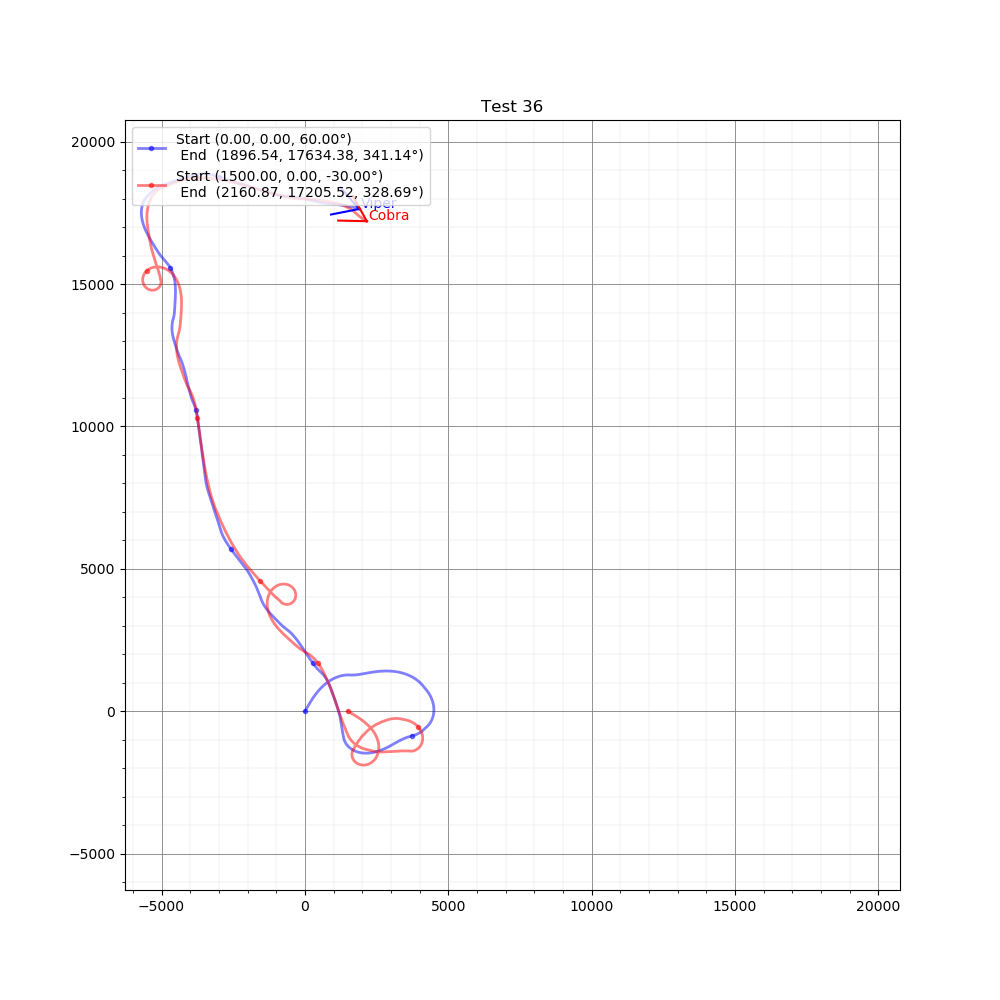 Test 36
20000
15000
10000
5000
0
−5000
Start (0.00, 0.00, 60.00°)
End  (1896.54, 17634.38, 341.14°)
Start (1500.00, 0.00, -30.00°)
End  (2160.87, 17205.52, 328.69°)
Viper
Cobra
−5000 0 5000 10000 15000 20000